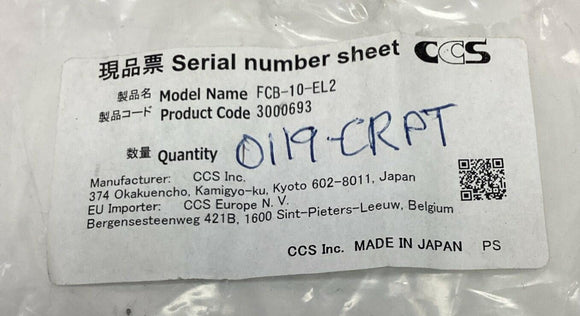 現品票 Serial number sheet CCS
製品名 Model Name FCB-10-EL2
製品コード Product Code 3000693
数量 Quantity 0119-CRPT
Manufacturer: CCS Inc.
374 Okakuencho, Kamigyo-ku, Kyoto 602-8011, Japan
EU Importer: CCS Europe N. V.
Bergensesteenweg 421B, 1600 Sint-Pieters-Leeuw, Belgium
CCS Inc. MADE IN JAPAN PS